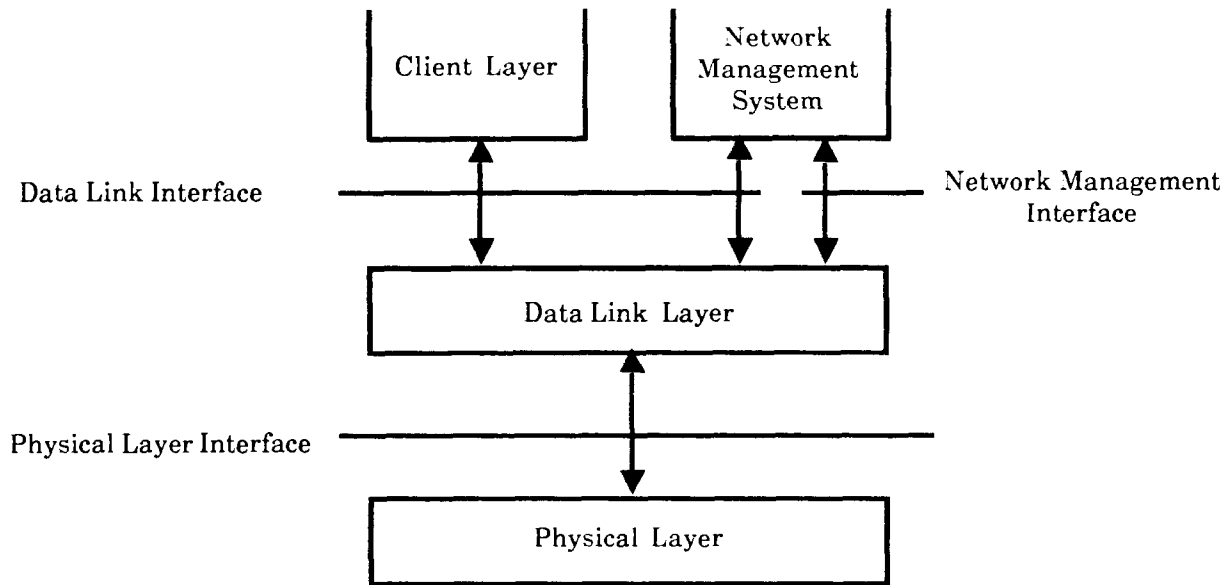 Client Layer
Network
Management
System
Data Link Interface
Network Management
Interface
Data Link Layer
Physical Layer Interface
Physical Layer